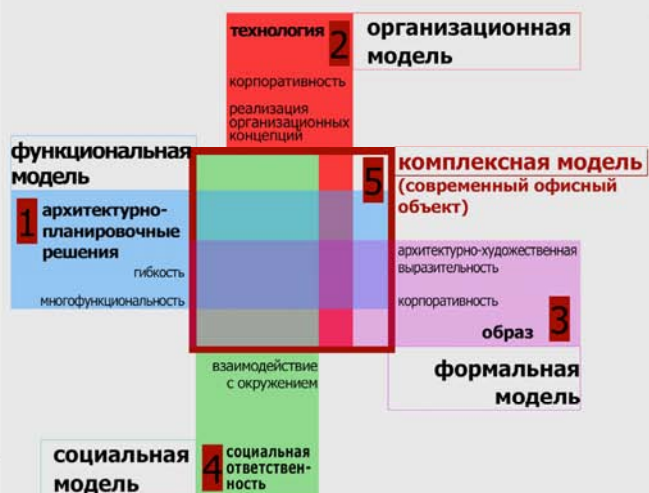 технология 2
организационная
модель
корпоративность
реализация
организационных
концепций
функциональная
модель
1 архитектурно-
планировочные
решения
гибкость
многофункциональность
5 комплексная модель
(современный офисный
объект)
архитектурно-художественная
выразительность
корпоративность
образ 3
формальная
модель
взаимодействие
с окружением
социальная
модель
4 социальная
ответствен-
ность